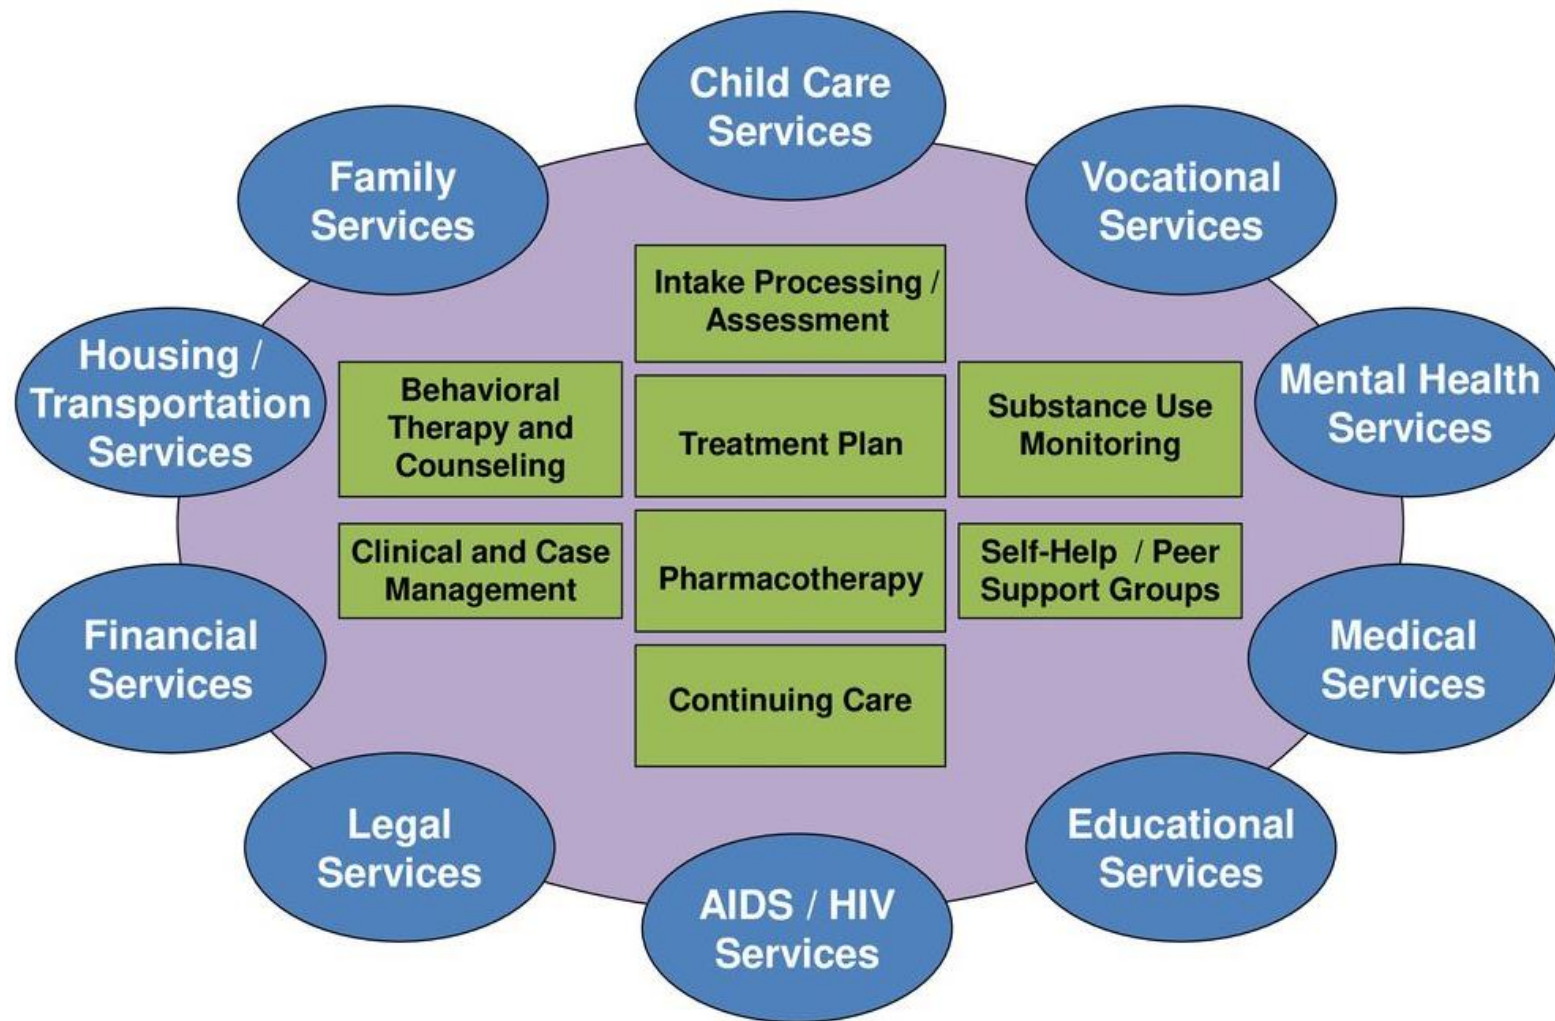 Child Care
Services
Family
Services
Vocational
Services
Intake Processing /
Assessment
Housing /
Transportation
Services
Behavioral
Therapy and
Counseling
Treatment Plan
Substance Use
Monitoring
Mental Health
Services
Clinical and Case
Management
Pharmacotherapy
Self-Help / Peer
Support Groups
Financial
Services
Continuing Care
Medical
Services
Legal
Services
AIDS / HIV
Services
Educational
Services